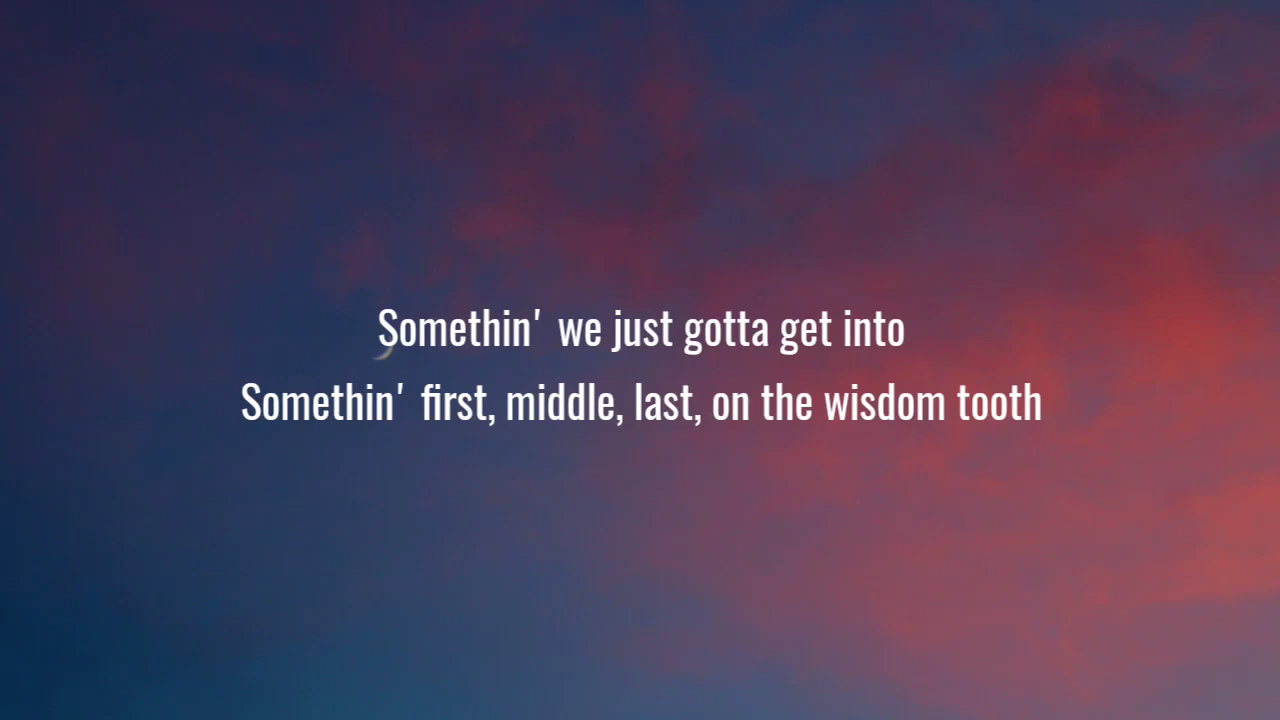 Somethin' we just gotta get into
Somethin' first, middle, last, on the wisdom tooth